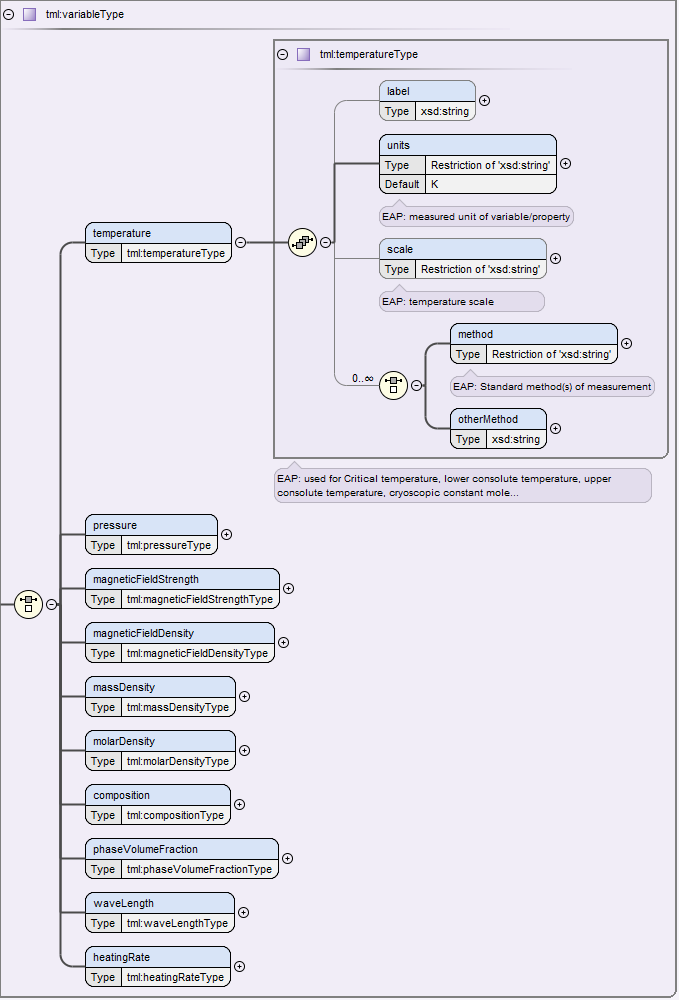 tml:variableType
tml:temperatureType
label
Type xsd:string
units
Type Restriction of 'xsd:string'
Default K
EAP: measured unit of variable/property
temperature
Type tml:temperatureType
scale
Type Restriction of 'xsd:string'
EAP: temperature scale
method
Type Restriction of 'xsd:string'
0..∞
EAP: Standard method(s) of measurement
otherMethod
Type xsd:string
EAP: used for Critical temperature, lower consolute temperature, upper
consolute temperature, cryoscopic constant mole...
pressure
Type tml:pressureType
magneticFieldStrength
Type tml:magneticFieldStrengthType
magneticFieldDensity
Type tml:magneticFieldDensityType
massDensity
Type tml:massDensityType
molarDensity
Type tml:molarDensityType
composition
Type tml:compositionType
phaseVolumeFraction
Type tml:phaseVolumeFractionType
waveLength
Type tml:waveLengthType
heatingRate
Type tml:heatingRateType